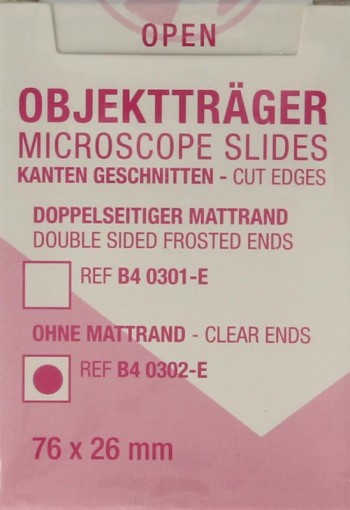 OPEN
OBJEKTTRÄGER
MICROSCOPE SLIDES
KANTEN GESCHNITTEN - CUT EDGES
DOPPELSEITIGER MATTRAND
DOUBLE SIDED FROSTED ENDS
REF B4 0301-E
OHNE MATTRAND - CLEAR ENDS
REF B4 0302-E
76 x 26 mm